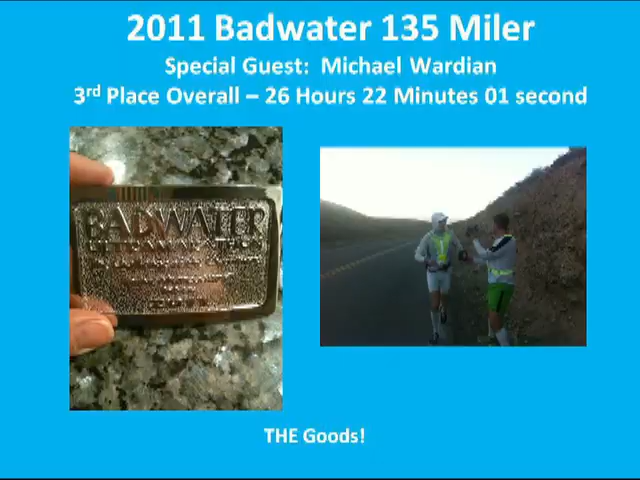 2011 Badwater 135 Miler
Special Guest:  Michael Wardian
3rd Place Overall – 26 Hours 22 Minutes 01 second
BADWATER
ULTRAMARATHON
THE Goods!